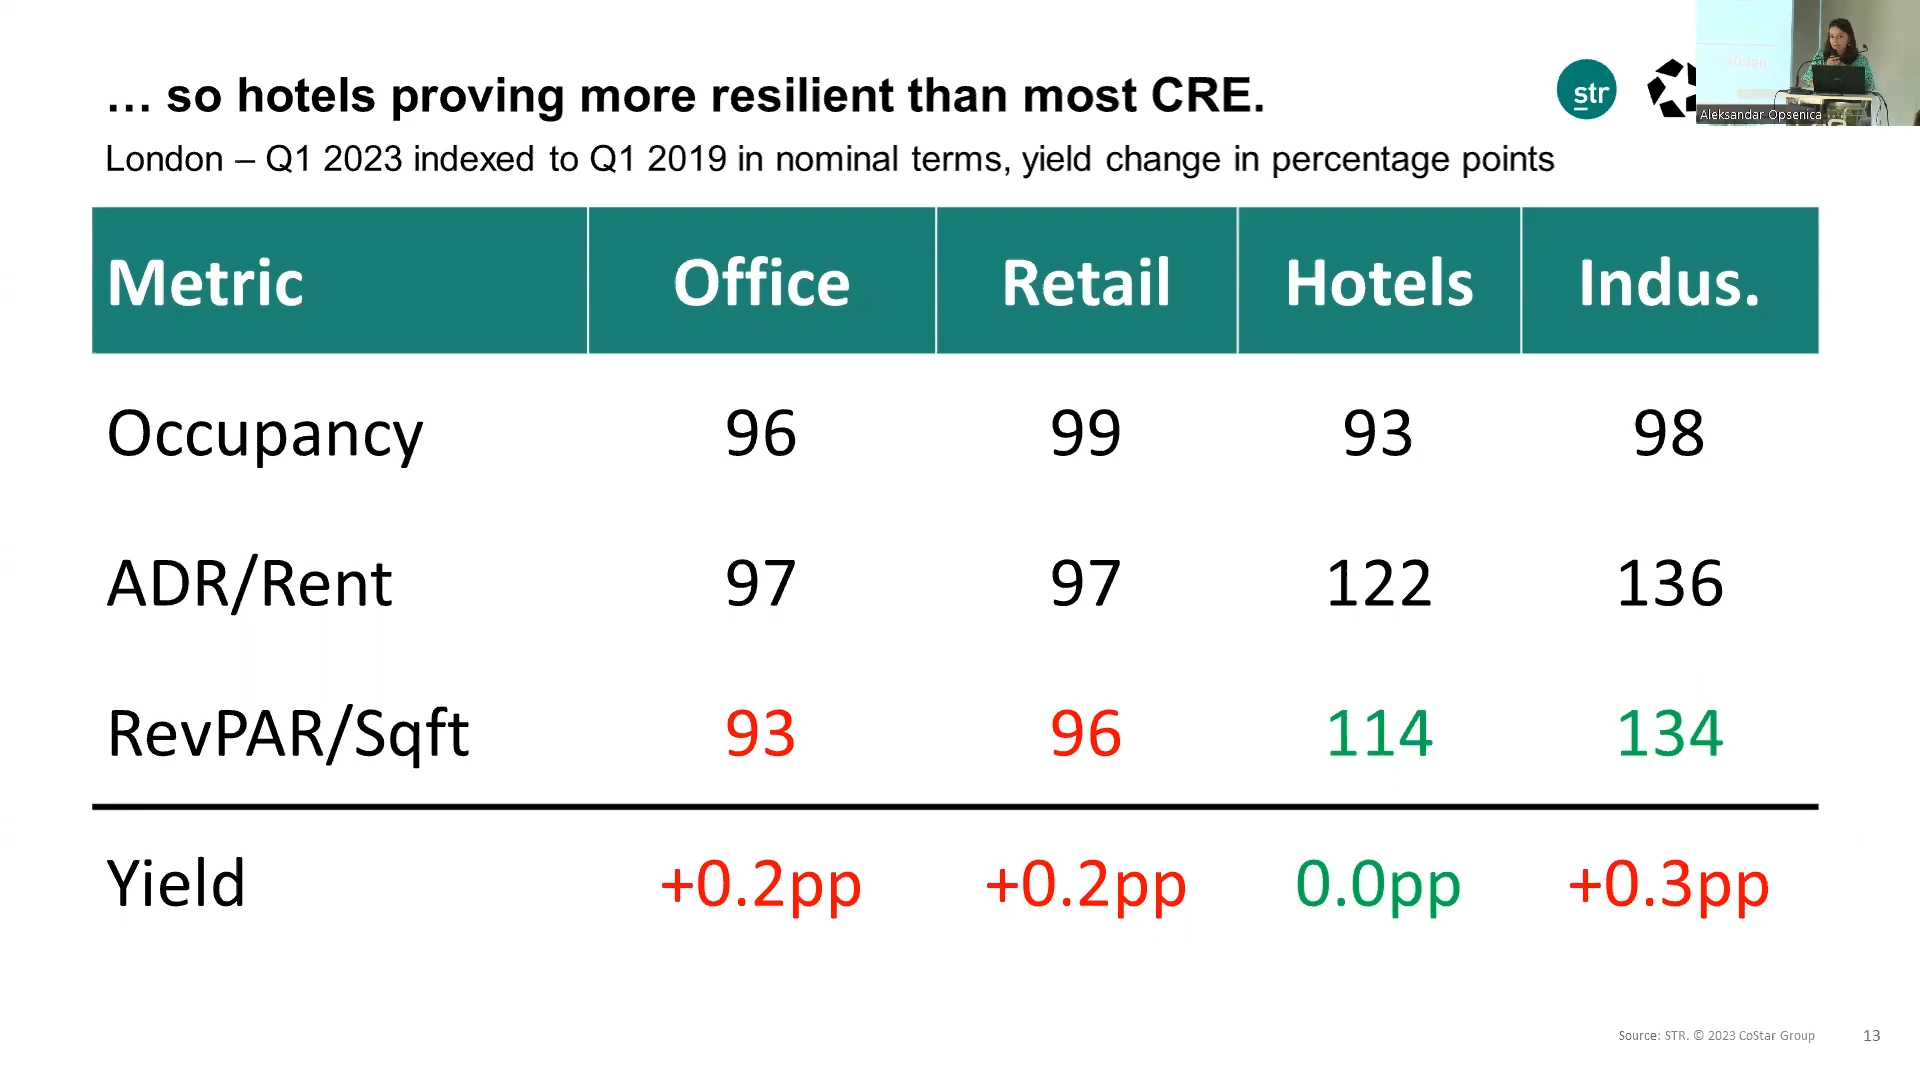 … so hotels proving more resilient than most CRE.
London – Q1 2023 indexed to Q1 2019 in nominal terms, yield change in percentage points
str
Aleksandar Opsenica
Metric Office Retail Hotels Indus.
Occupancy 96 99 93 98
ADR/Rent 97 97 122 136
RevPAR/Sqft 93 96 114 134
Yield +0.2pp +0.2pp 0.0pp +0.3pp
Source: STR. © 2023 CoStar Group 13